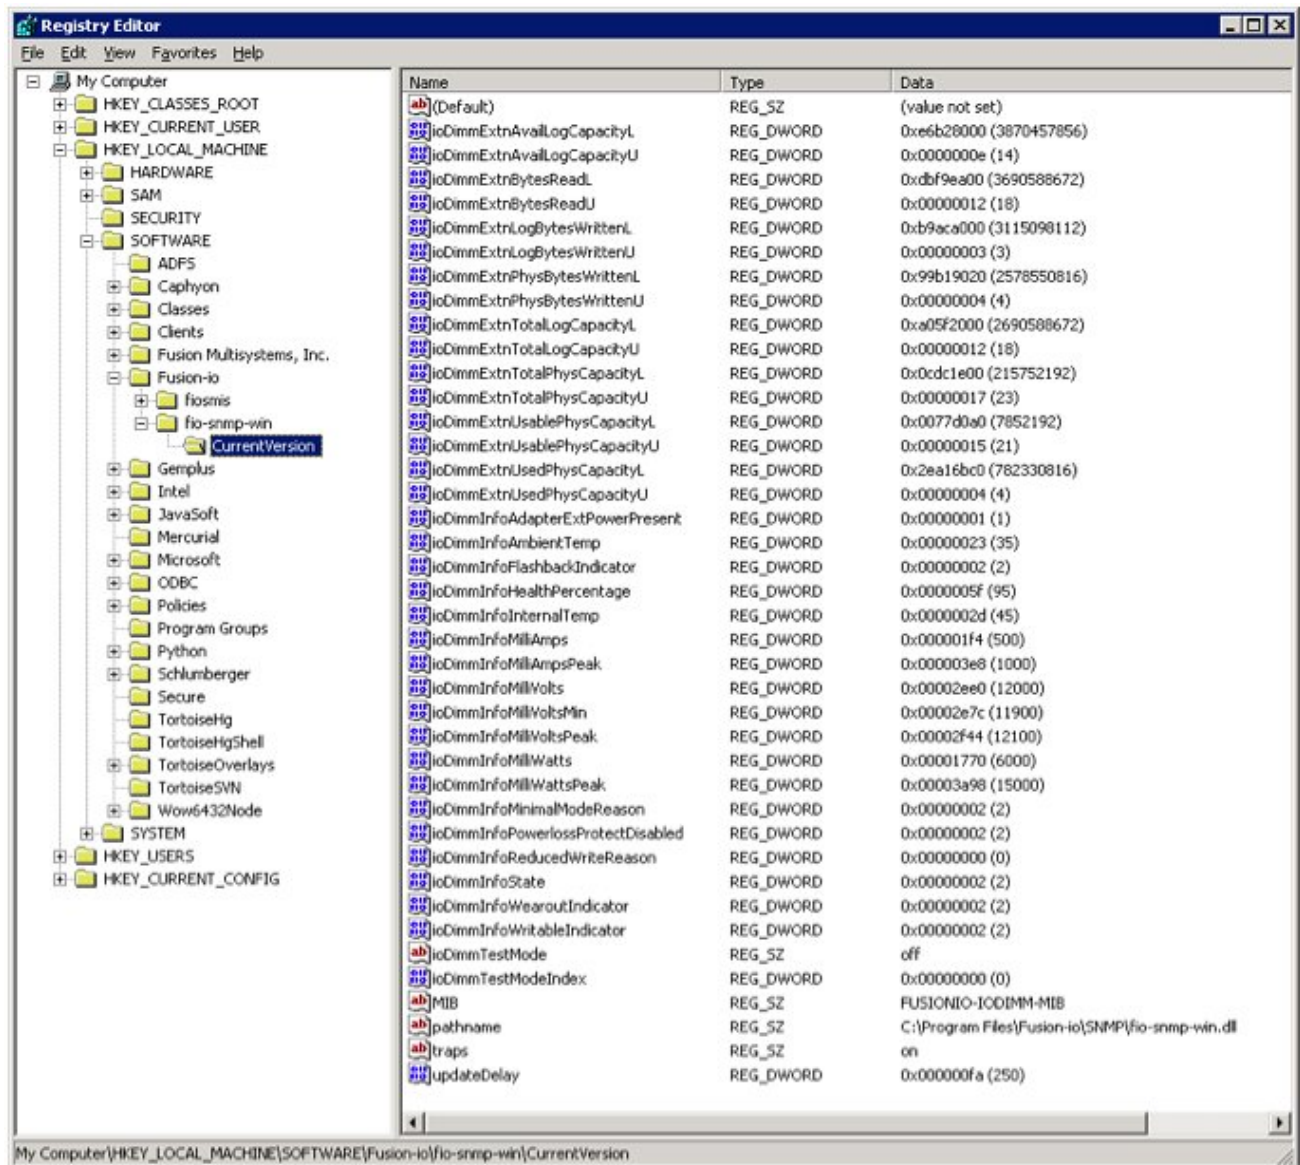 Registry Editor
File Edit View Favorites Help
My Computer
HKEY_CLASSES_ROOT
HKEY_CURRENT_USER
HKEY_LOCAL_MACHINE
HARDWARE
SAM
SECURITY
SOFTWARE
ADFS
Caphyon
Classes
Clients
Fusion Multisystems, Inc.
Fusion-io
fiosmis
fio-snmp-win
CurrentVersion
Gemplus
Intel
JavaSoft
Mercurial
Microsoft
ODBC
Policies
Program Groups
Python
Schlumberger
Secure
TortoiseHg
TortoiseHgShell
TortoiseOverlays
TortoiseSVN
Wow6432Node
SYSTEM
HKEY_USERS
HKEY_CURRENT_CONFIG
Name Type Data
(Default) REG_SZ (value not set)
ioDimmExtnAvailLogCapacityL REG_DWORD 0xe6b28000 (3870457856)
ioDimmExtnAvailLogCapacityU REG_DWORD 0x0000000e (14)
ioDimmExtnBytesReadL REG_DWORD 0xdbf9ea00 (3690588672)
ioDimmExtnBytesReadU REG_DWORD 0x00000012 (18)
ioDimmExtnLogBytesWrittenL REG_DWORD 0xb9aca000 (3115098112)
ioDimmExtnLogBytesWrittenU REG_DWORD 0x00000003 (3)
ioDimmExtnPhysBytesWrittenL REG_DWORD 0x99b19020 (2578550816)
ioDimmExtnPhysBytesWrittenU REG_DWORD 0x00000004 (4)
ioDimmExtnTotalLogCapacityL REG_DWORD 0xa05f2000 (2690588672)
ioDimmExtnTotalLogCapacityU REG_DWORD 0x00000012 (18)
ioDimmExtnTotalPhysCapacityL REG_DWORD 0x0cdc1e00 (215752192)
ioDimmExtnTotalPhysCapacityU REG_DWORD 0x00000017 (23)
ioDimmExtnUsablePhysCapacityL REG_DWORD 0x0077d0a0 (7852192)
ioDimmExtnUsablePhysCapacityU REG_DWORD 0x00000015 (21)
ioDimmExtnUsedPhysCapacityL REG_DWORD 0x2ea16bc0 (782330816)
ioDimmExtnUsedPhysCapacityU REG_DWORD 0x00000004 (4)
ioDimmInfoAdapterExtPowerPresent REG_DWORD 0x00000001 (1)
ioDimmInfoAmbientTemp REG_DWORD 0x00000023 (35)
ioDimmInfoFlashbackIndicator REG_DWORD 0x00000002 (2)
ioDimmInfoHealthPercentage REG_DWORD 0x0000005f (95)
ioDimmInfoInternalTemp REG_DWORD 0x0000002d (45)
ioDimmInfoMilliAmps REG_DWORD 0x000001f4 (500)
ioDimmInfoMilliAmpsPeak REG_DWORD 0x000003e8 (1000)
ioDimmInfoMilliVolts REG_DWORD 0x00002ee0 (12000)
ioDimmInfoMilliVoltsMin REG_DWORD 0x00002e7c (11900)
ioDimmInfoMilliVoltsPeak REG_DWORD 0x00002f44 (12100)
ioDimmInfoMilliWatts REG_DWORD 0x00001770 (6000)
ioDimmInfoMilliWattsPeak REG_DWORD 0x00003a98 (15000)
ioDimmInfoMinimalModeReason REG_DWORD 0x00000002 (2)
ioDimmInfoPowerlossProtectDisabled REG_DWORD 0x00000002 (2)
ioDimmInfoReducedWriteReason REG_DWORD 0x00000000 (0)
ioDimmInfoState REG_DWORD 0x00000002 (2)
ioDimmInfoWearoutIndicator REG_DWORD 0x00000002 (2)
ioDimmInfoWritableIndicator REG_DWORD 0x00000002 (2)
ioDimmTestMode REG_SZ off
ioDimmTestModeIndex REG_DWORD 0x00000000 (0)
MIB REG_SZ FUSIONIO-IODIMM-MIB
pathname REG_SZ C:\Program Files\Fusion-io\SNMP\fio-snmp-win.dll
traps REG_SZ on
updateDelay REG_DWORD 0x000000fa (250)
My Computer\HKEY_LOCAL_MACHINE\SOFTWARE\Fusion-io\fio-snmp-win\CurrentVersion